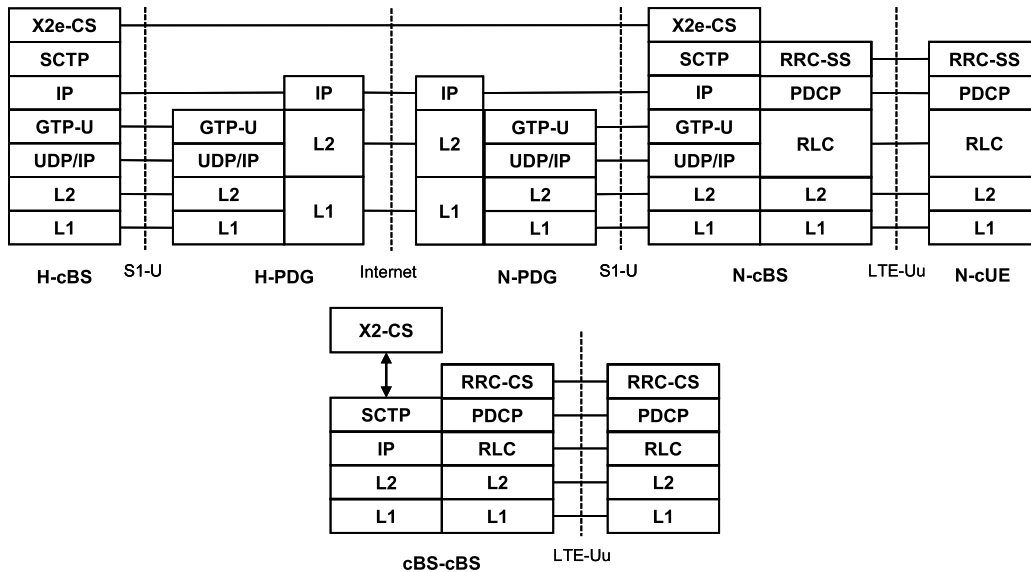 X2e-CS
SCTP
IP
GTP-U
UDP/IP
L2
L1
H-cBS
S1-U
GTP-U
UDP/IP
L2
L1
IP
L2
L1
H-PDG
Internet
IP
L2
L1
GTP-U
UDP/IP
L2
L1
N-PDG
S1-U
X2e-CS
SCTP
IP
GTP-U
UDP/IP
L2
L1
RRC-SS
PDCP
RLC
L2
L1
N-cBS
LTE-Uu
RRC-SS
PDCP
RLC
L2
L1
N-cUE
X2-CS
SCTP
IP
L2
L1
RRC-CS
PDCP
RLC
L2
L1
cBS-cBS
LTE-Uu
RRC-CS
PDCP
RLC
L2
L1